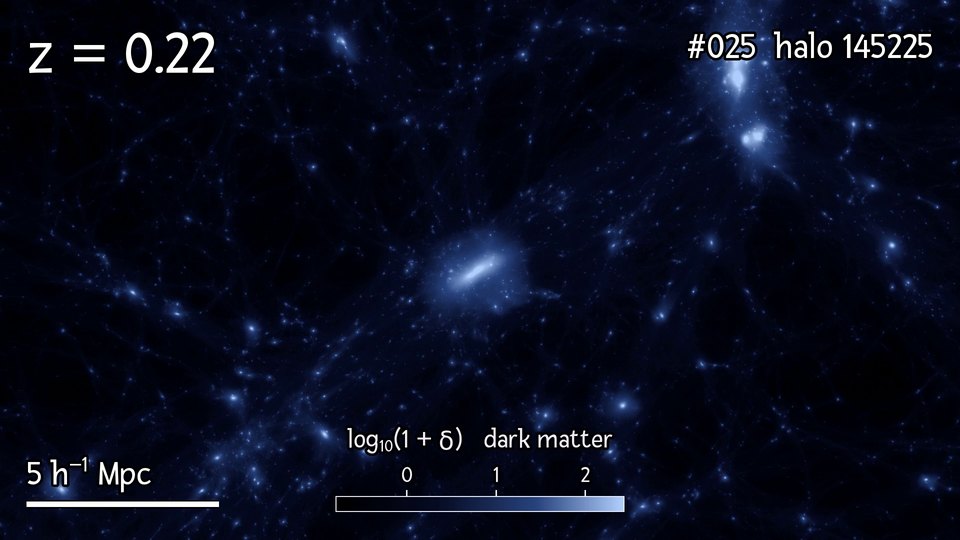 z = 0.22
#025 halo 145225
log₁₀(1 + δ) dark matter
0 1 2
5 h⁻¹ Mpc